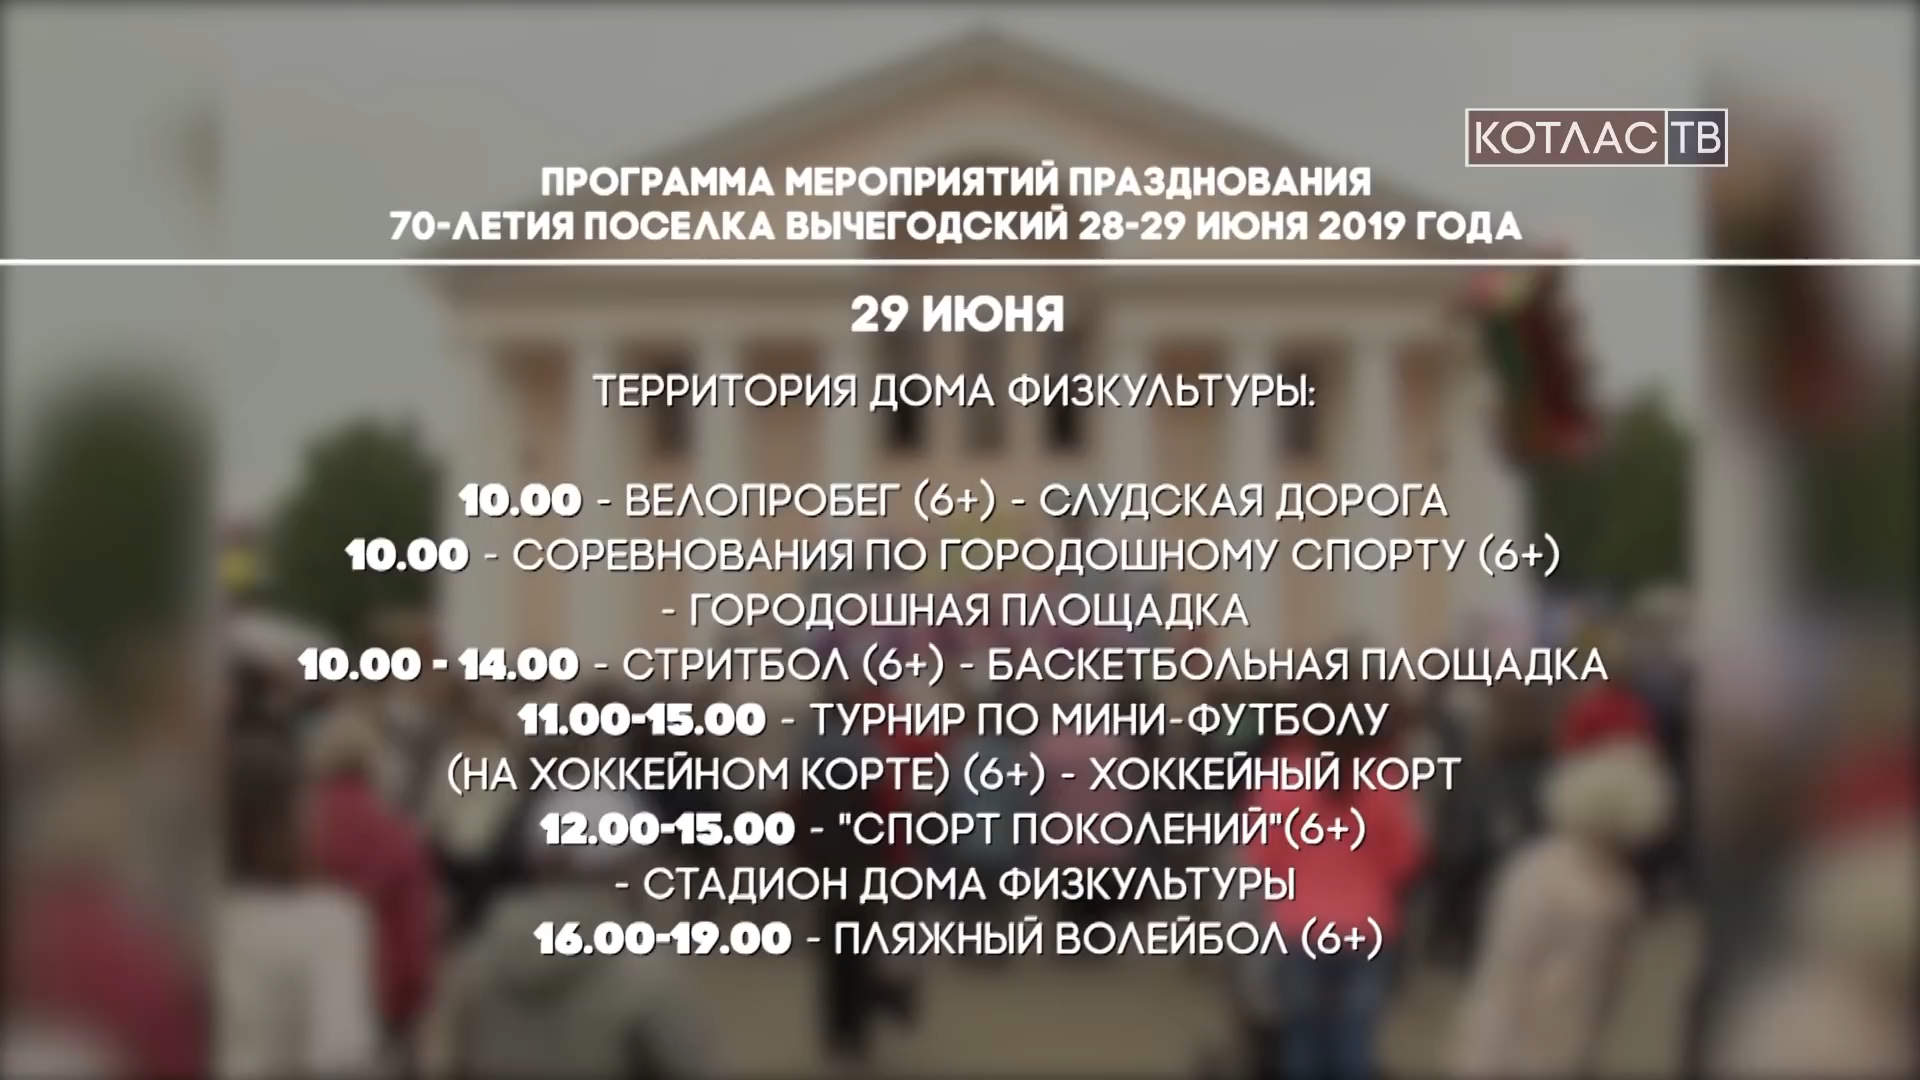 КОТЛАС ТВ
ПРОГРАММА МЕРОПРИЯТИЙ ПРАЗДНОВАНИЯ
70-ЛЕТИЯ ПОСЕЛКА ВЫЧЕГОДСКИЙ 28-29 ИЮНЯ 2019 ГОДА
29 ИЮНЯ
ТЕРРИТОРИЯ ДОМА ФИЗКУЛЬТУРЫ:
10.00 - ВЕЛОПРОБЕГ (6+) - СЛУДСКАЯ ДОРОГА
10.00 - СОРЕВНОВАНИЯ ПО ГОРОДОШНОМУ СПОРТУ (6+)
- ГОРОДОШНАЯ ПЛОЩАДКА
10.00 - 14.00 - СТРИТБОЛ (6+) - БАСКЕТБОЛЬНАЯ ПЛОЩАДКА
11.00-15.00 - ТУРНИР ПО МИНИ-ФУТБОЛУ
(НА ХОККЕЙНОМ КОРТЕ) (6+) - ХОККЕЙНЫЙ КОРТ
12.00-15.00 - "СПОРТ ПОКОЛЕНИЙ"(6+)
- СТАДИОН ДОМА ФИЗКУЛЬТУРЫ
16.00-19.00 - ПЛЯЖНЫЙ ВОЛЕЙБОЛ (6+)